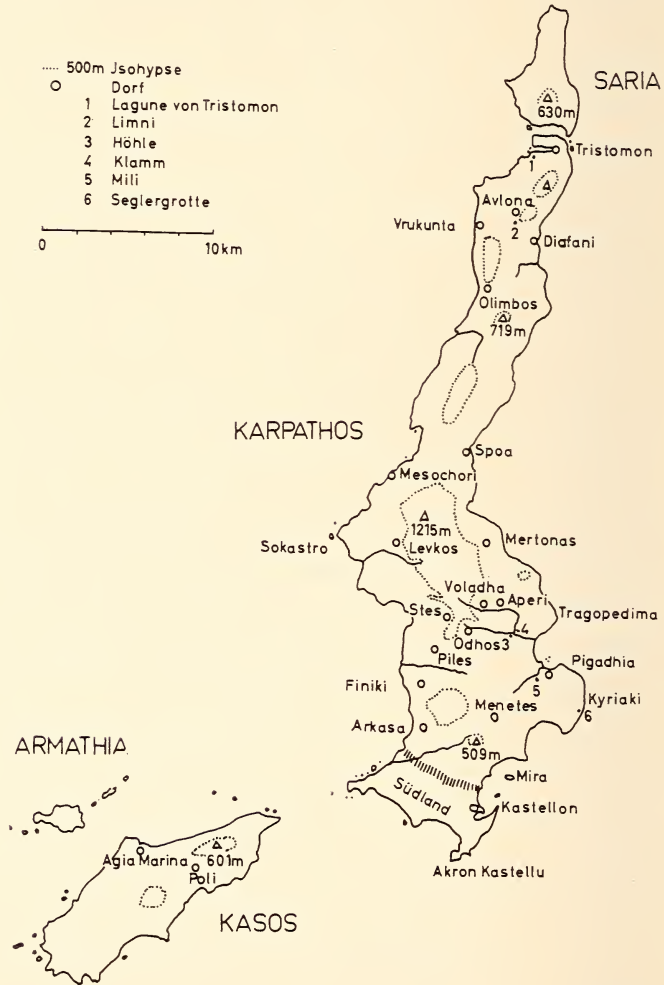 ..... 500m Jsohypse
Dorf
1 Lagune von Tristomon
2 Limni
3 Höhle
4 Klamm
5 Mili
6 Seglergrotte
0 10km
SARIA
630m
Tristomon
1
Avlona
Vrukunta
2
Diafani
Olimbos
719m
KARPATHOS
Spoa
Mesochori
1215m
Sokastro
Levkos
Mertonas
Voladha
Aperi
Stes
Tragopedima
Odhos 3 4
Piles
Pigadhia
Finiki
5
Kyriaki
Menetes
6
Arkasa
509m
ARMATHIA
Mira
Südland
Kastellon
Agia Marina
601m
Poli
Akron Kastellu
KASOS